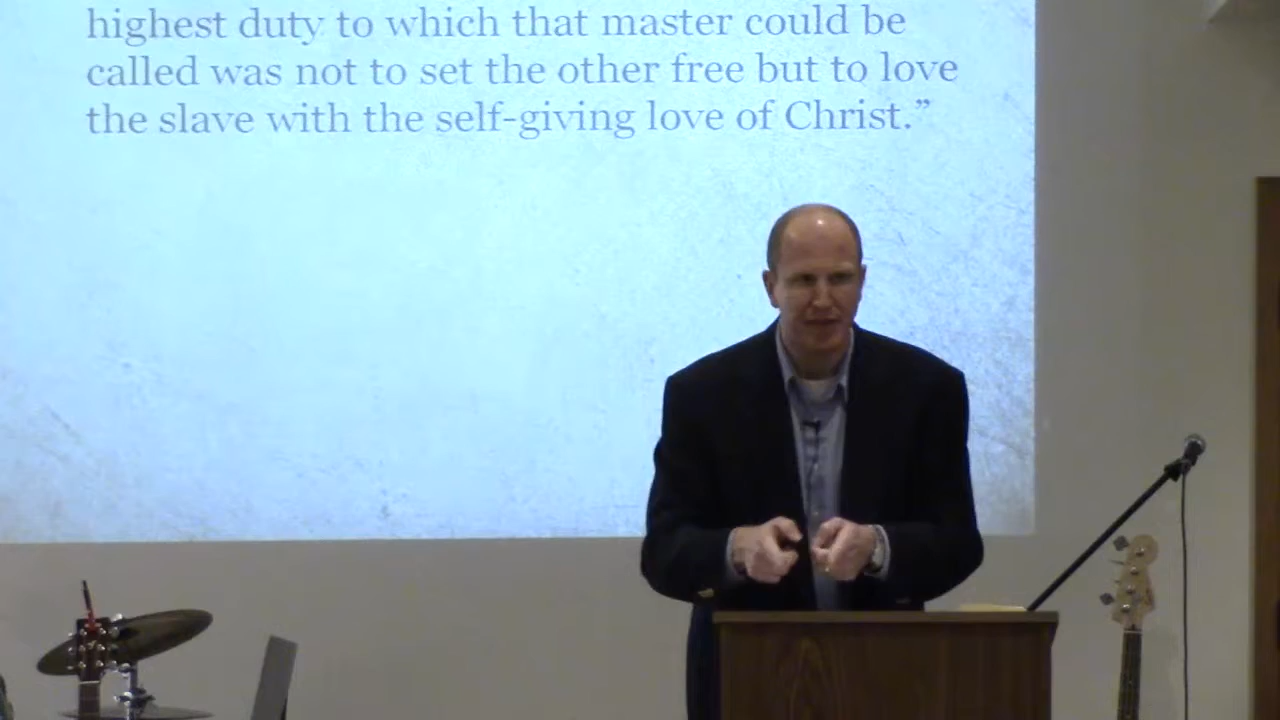 highest duty to which that master could be
called was not to set the other free but to love
the slave with the self-giving love of Christ.”